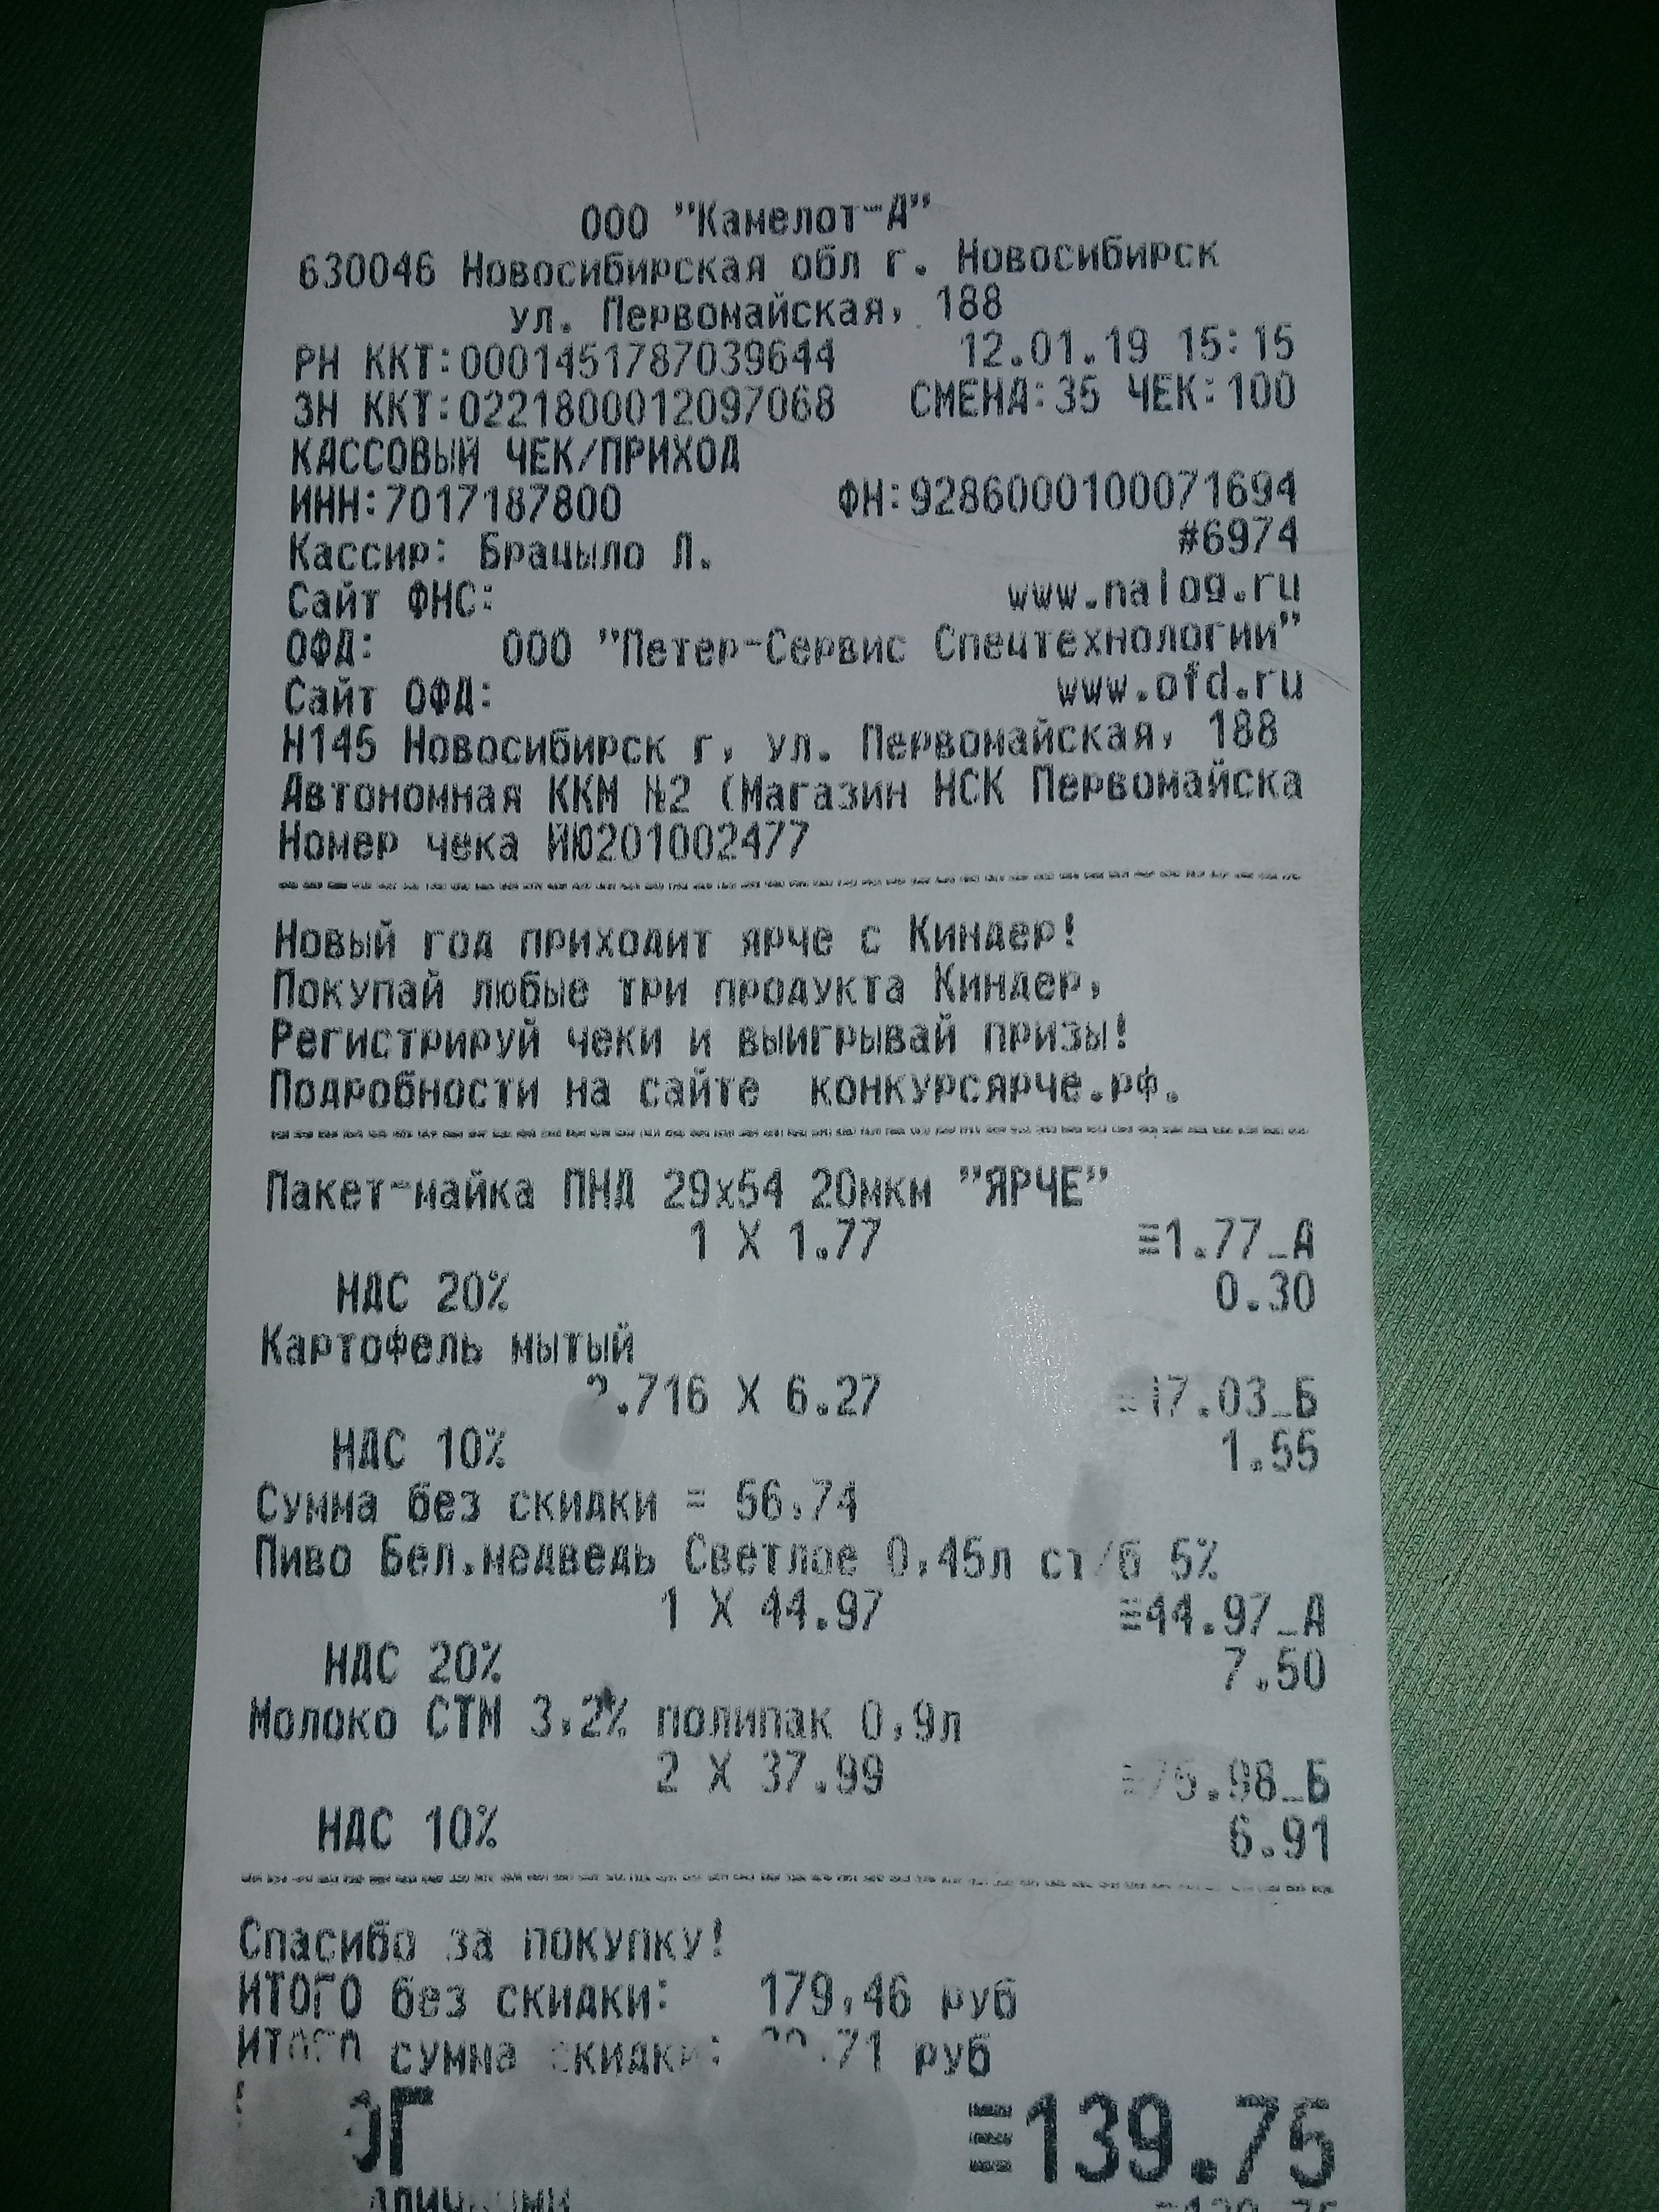 ООО "Камелот-А"
630046 Новосибирская обл г. Новосибирск
ул. Первомайская, 188
РН ККТ:0001451787039644 12.01.19 15:15
ЗН ККТ:0221800012097068 СМЕНА:35 ЧЕК:100
КАССОВЫЙ ЧЕК/ПРИХОД
ИНН:7017187800 ФН:9286000100071694
Кассир: Брацыло Л. #6974
Сайт ФНС: www.nalog.ru
ОФД: ООО "Петер-Сервис Спецтехнологии"
Сайт ОФД: www.ofd.ru
Н145 Новосибирск г, ул. Первомайская, 188
Автономная ККМ №2 (Магазин НСК Первомайска
Номер чека ЙЮ201002477
Новый год приходит ярче с Киндер!
Покупай любые три продукта Киндер,
Регистрируй чеки и выигрывай призы!
Подробности на сайте конкурсярче.рф.
Пакет-майка ПНД 29х54 20мкм "ЯРЧЕ"
1 X 1.77 ≡1.77_А
НДС 20% 0.30
Картофель мытый
2.716 X 6.27 ≡17.03_Б
НДС 10% 1.55
Сумма без скидки = 56,74
Пиво Бел.медведь Светлое 0,45л ст/б 5%
1 X 44.97 ≡44.97_А
НДС 20% 7.50
Молоко СТМ 3,2% полипак 0,9л
2 X 37.99 ≡75.98_Б
НДС 10% 6.91
Спасибо за покупку!
ИТОГО без скидки: 179,46 руб
Итого сумма скидки: руб
≡139.75